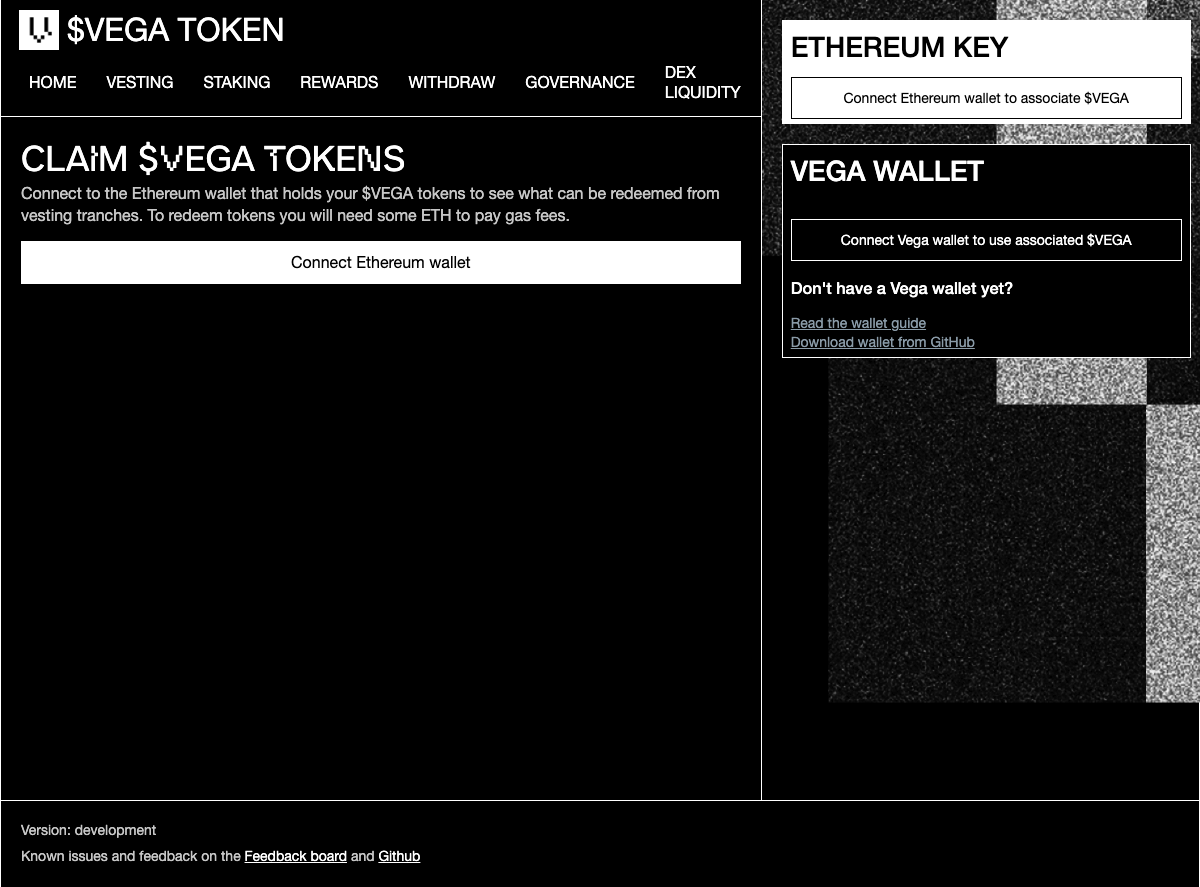 $VEGA TOKEN
HOME VESTING STAKING REWARDS WITHDRAW GOVERNANCE DEX LIQUIDITY
CLAIM $VEGA TOKENS
Connect to the Ethereum wallet that holds your $VEGA tokens to see what can be redeemed from
vesting tranches. To redeem tokens you will need some ETH to pay gas fees.
Connect Ethereum wallet
ETHEREUM KEY
Connect Ethereum wallet to associate $VEGA
VEGA WALLET
Connect Vega wallet to use associated $VEGA
Don't have a Vega wallet yet?
Read the wallet guide
Download wallet from GitHub
Version: development
Known issues and feedback on the Feedback board and Github